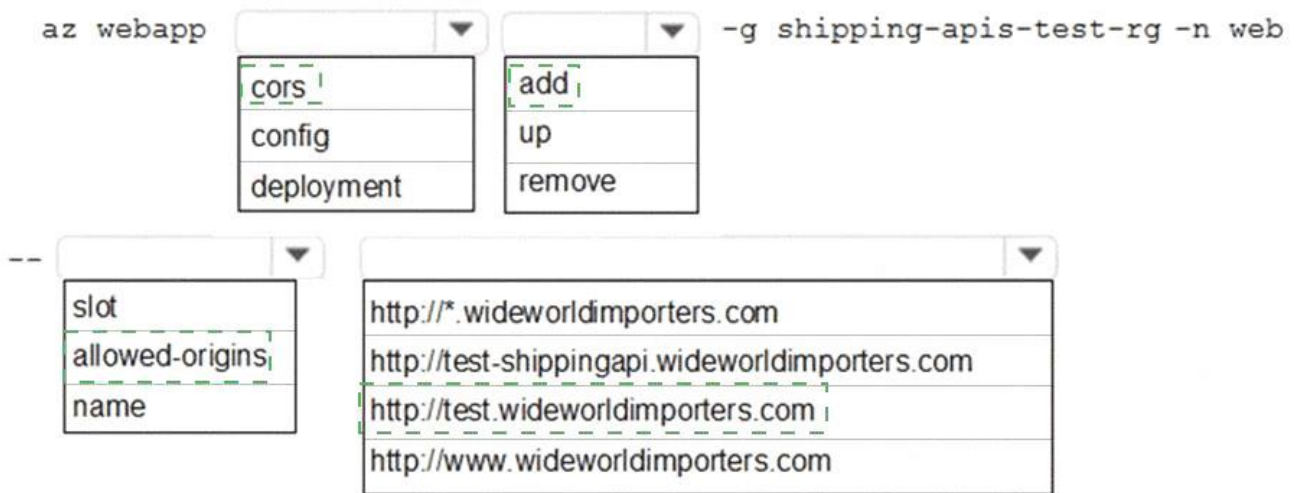 az webapp -g shipping-apis-test-rg -n web
cors
config
deployment
add
up
remove
--
slot
allowed-origins
name
http://*.wideworldimporters.com
http://test-shippingapi.wideworldimporters.com
http://test.wideworldimporters.com
http://www.wideworldimporters.com